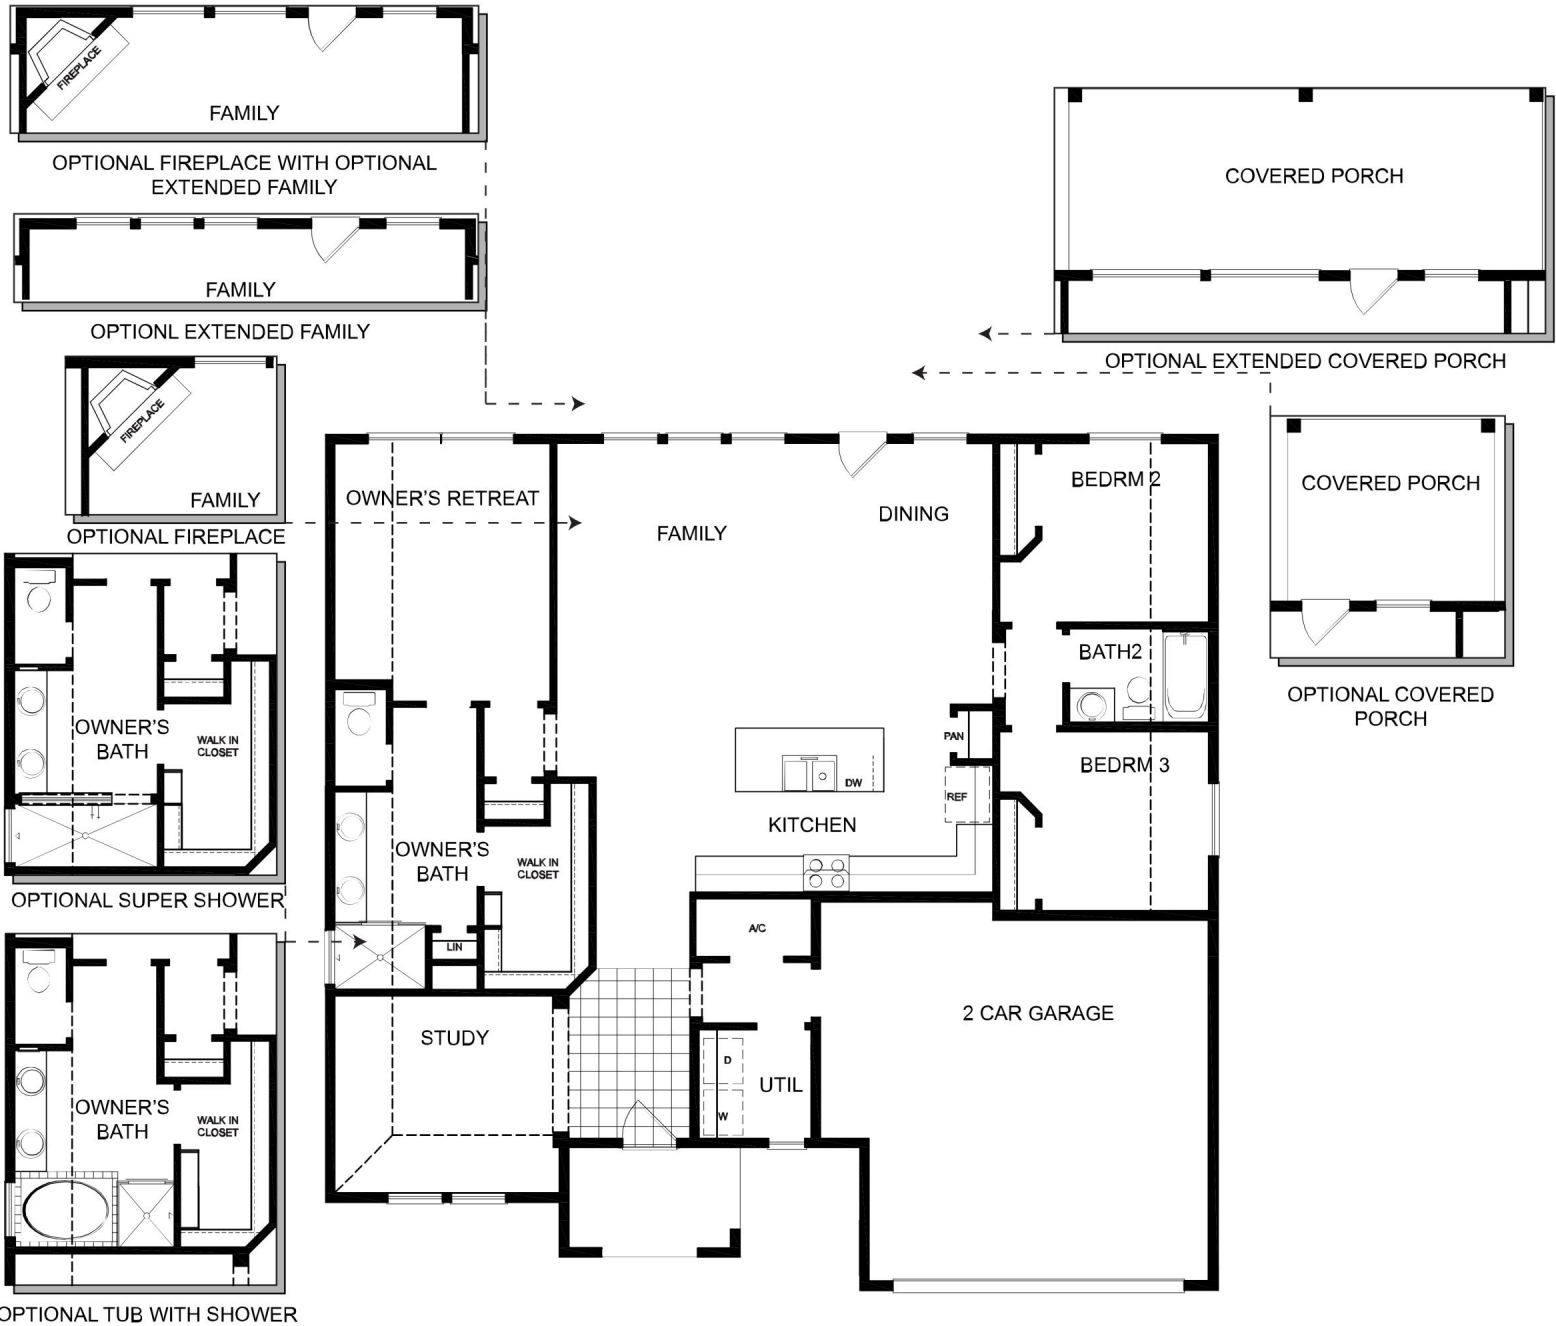 FIREPLACE
FAMILY
OPTIONAL FIREPLACE WITH OPTIONAL
EXTENDED FAMILY
FAMILY
OPTIONL EXTENDED FAMILY
FIREPLACE
FAMILY
OPTIONAL FIREPLACE
OWNER'S
BATH
WALK IN
CLOSET
OPTIONAL SUPER SHOWER
OWNER'S
BATH
WALK IN
CLOSET
OPTIONAL TUB WITH SHOWER
COVERED PORCH
OPTIONAL EXTENDED COVERED PORCH
COVERED PORCH
OPTIONAL COVERED
PORCH
OWNER'S RETREAT
FAMILY
DINING
BEDRM 2
BATH2
PAN
BEDRM 3
DW
REF
KITCHEN
OWNER'S
BATH
WALK IN
CLOSET
LIN
A/C
STUDY
2 CAR GARAGE
D
UTIL
W